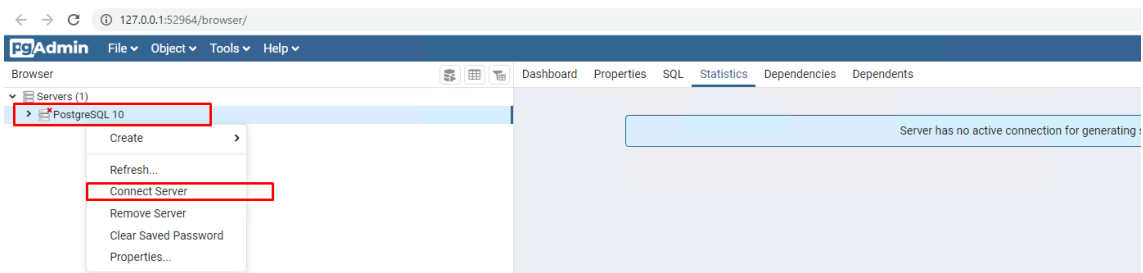 127.0.0.1:52964/browser/
pgAdmin File Object Tools Help
Browser
Dashboard Properties SQL Statistics Dependencies Dependents
Servers (1)
PostgreSQL 10
Server has no active connection for generating s
Create
Refresh...
Connect Server
Remove Server
Clear Saved Password
Properties...